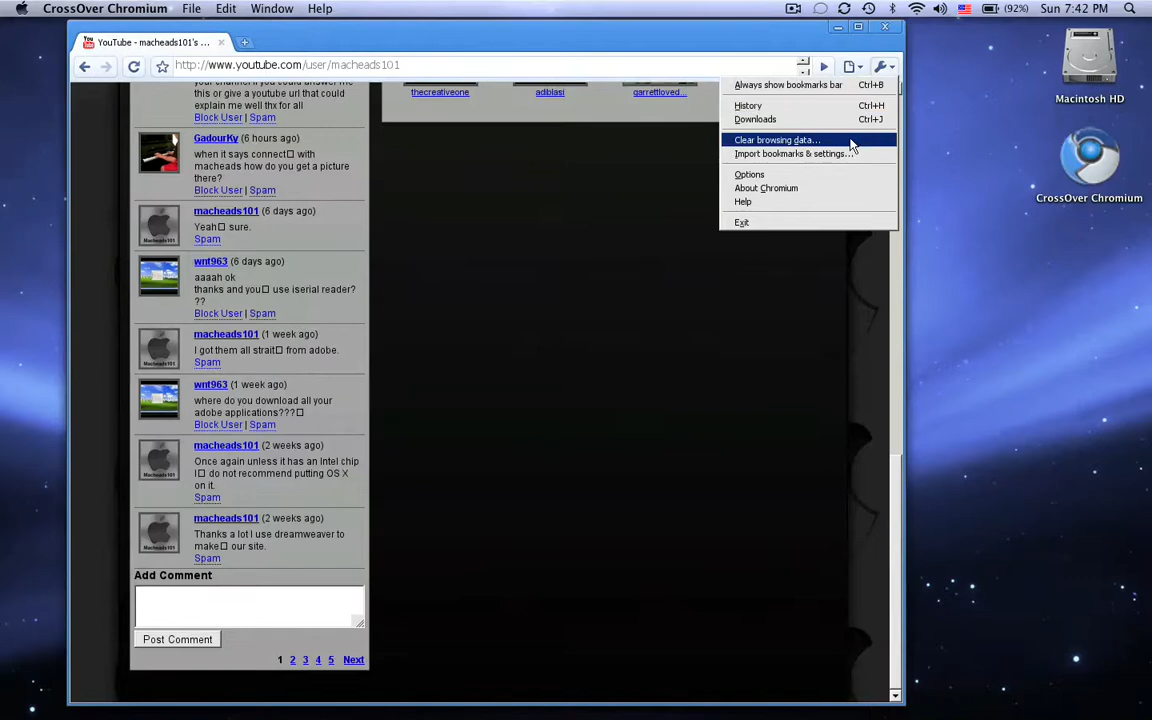 CrossOver Chromium File Edit Window Help (92%) Sun 7:42 PM
YouTube - macheads101's ...
http://www.youtube.com/user/macheads101
your channel if you could answer me
this or give a youtube url that could
explain me well thx for all
Block User | Spam
GadourKy (6 hours ago)
when it says connect□ with
macheads how do you get a picture
there?
Block User | Spam
macheads101 (6 days ago)
Yeah□ sure.
Spam
wnt963 (6 days ago)
aaaah ok
thanks and you□ use iserial reader?
??
Block User | Spam
macheads101 (1 week ago)
I got them all strait□ from adobe.
Spam
wnt963 (1 week ago)
where do you download all your
adobe applications???□
Block User | Spam
macheads101 (2 weeks ago)
Once again unless it has an Intel chip
I□ do not recommend putting OS X
on it.
Spam
macheads101 (2 weeks ago)
Thanks a lot I use dreamweaver to
make□ our site.
Spam
Add Comment
Post Comment
1 2 3 4 5 Next
thecreativeone adiblasi garrettloved...
Always show bookmarks bar Ctrl+B
History Ctrl+H
Downloads Ctrl+J
Clear browsing data...
Import bookmarks & settings...
Options
About Chromium
Help
Exit
Macintosh HD
CrossOver Chromium